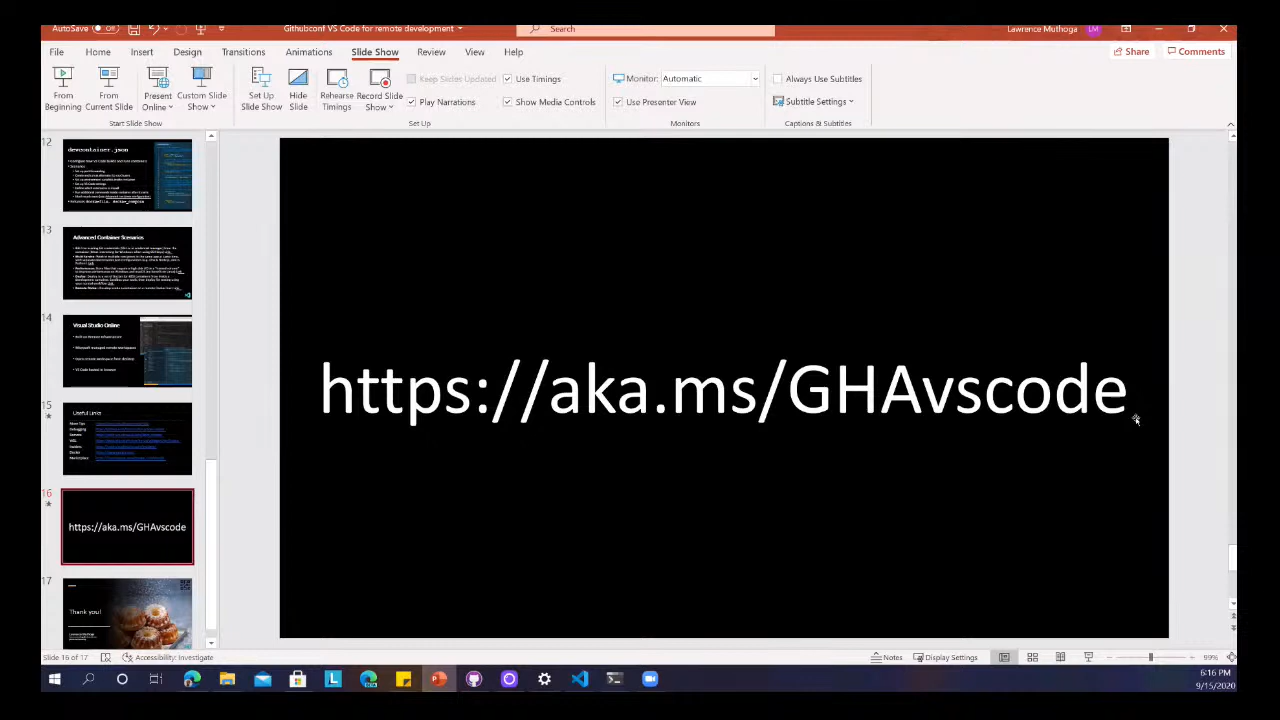 AutoSave Off
Githubconf VS Code for remote development
Search
Lawrence Muthoga
LM
File Home Insert Design Transitions Animations Slide Show Review View Help
Share Comments
From Beginning
From Current Slide
Present Online
Custom Slide Show
Set Up Slide Show
Hide Slide
Rehearse Timings
Record Slide Show
Keep Slides Updated
Play Narrations
Use Timings
Show Media Controls
Monitor: Automatic
Use Presenter View
Always Use Subtitles
Subtitle Settings
Start Slide Show
Set Up
Monitors
Captions & Subtitles
12
devcontainer.json
13
Advanced Container Scenarios
14
Visual Studio Online
15
Useful Links
16
https://aka.ms/GHAvscode
17
Thank you!
https://aka.ms/GHAvscode
Slide 16 of 17
Accessibility: Investigate
Notes
Display Settings
99%
6:16 PM
9/15/2020